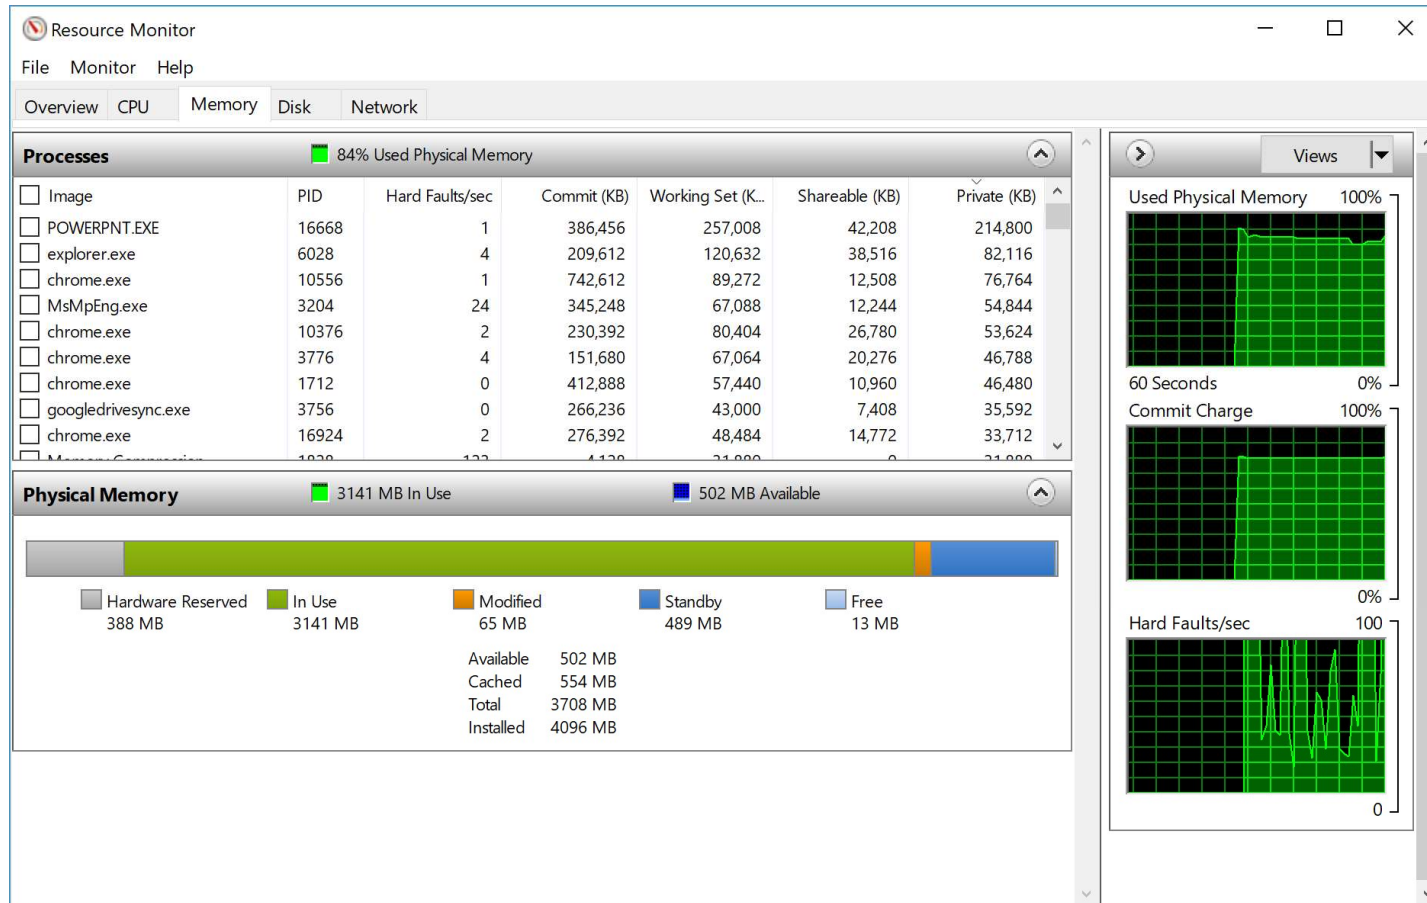 Resource Monitor
File Monitor Help
Overview CPU Memory Disk Network
Processes 84% Used Physical Memory
Image PID Hard Faults/sec Commit (KB) Working Set (K... Shareable (KB) Private (KB)
POWERPNT.EXE 16668 1 386,456 257,008 42,208 214,800
explorer.exe 6028 4 209,612 120,632 38,516 82,116
chrome.exe 10556 1 742,612 89,272 12,508 76,764
MsMpEng.exe 3204 24 345,248 67,088 12,244 54,844
chrome.exe 10376 2 230,392 80,404 26,780 53,624
chrome.exe 3776 4 151,680 67,064 20,276 46,788
chrome.exe 1712 0 412,888 57,440 10,960 46,480
googledrivesync.exe 3756 0 266,236 43,000 7,408 35,592
chrome.exe 16924 2 276,392 48,484 14,772 33,712
Memory Compression
Physical Memory 3141 MB In Use 502 MB Available
Hardware Reserved In Use Modified Standby Free
388 MB 3141 MB 65 MB 489 MB 13 MB
Available 502 MB
Cached 554 MB
Total 3708 MB
Installed 4096 MB
Views
Used Physical Memory 100%
60 Seconds 0%
Commit Charge 100%
0%
Hard Faults/sec 100
0